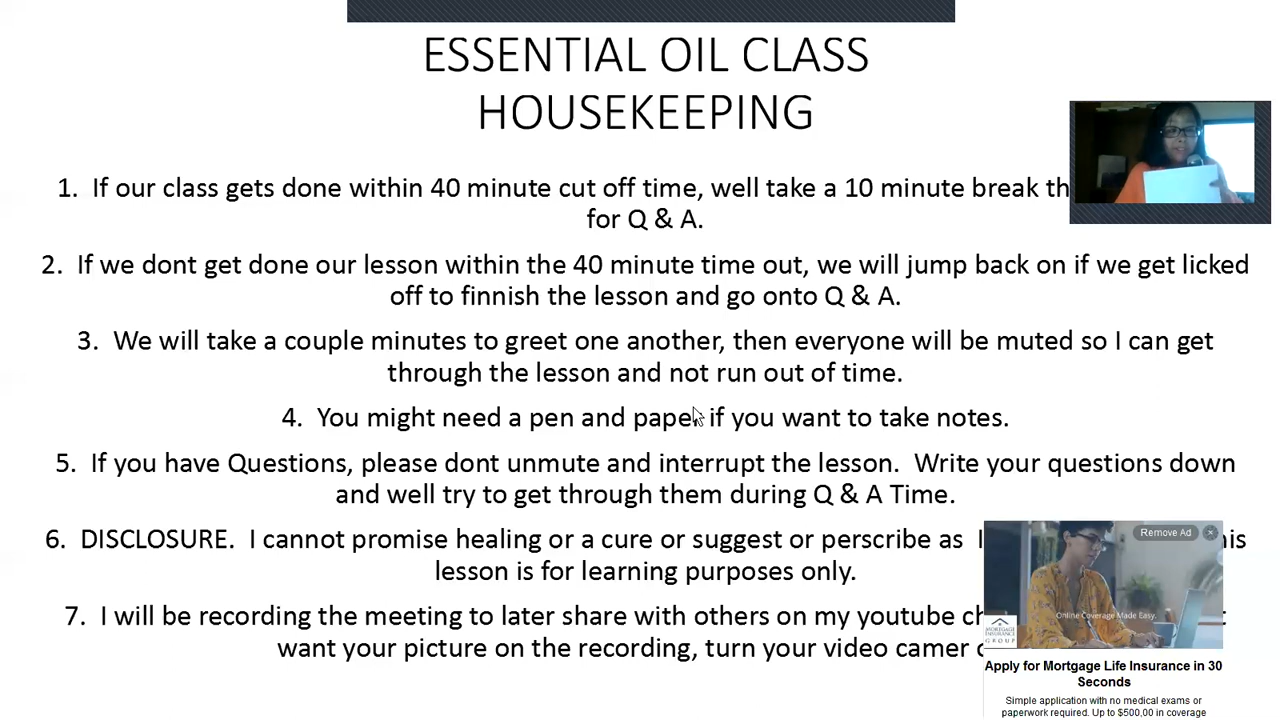 ESSENTIAL OIL CLASS
HOUSEKEEPING
1. If our class gets done within 40 minute cut off time, well take a 10 minute break
for Q & A.
2. If we dont get done our lesson within the 40 minute time out, we will jump back on if we get licked
off to finnish the lesson and go onto Q & A.
3. We will take a couple minutes to greet one another, then everyone will be muted so I can get
through the lesson and not run out of time.
4. You might need a pen and paper if you want to take notes.
5. If you have Questions, please dont unmute and interrupt the lesson. Write your questions down
and well try to get through them during Q & A Time.
6. DISCLOSURE. I cannot promise healing or a cure or suggest or perscribe as
lesson is for learning purposes only.
7. I will be recording the meeting to later share with others on my youtube
want your picture on the recording, turn your video camer
Remove Ad
Online Coverage Made Easy.
MORTGAGE
INSURANCE
GROUP
Apply for Mortgage Life Insurance in 30
Seconds
Simple application with no medical exams or
paperwork required. Up to $500,00 in coverage